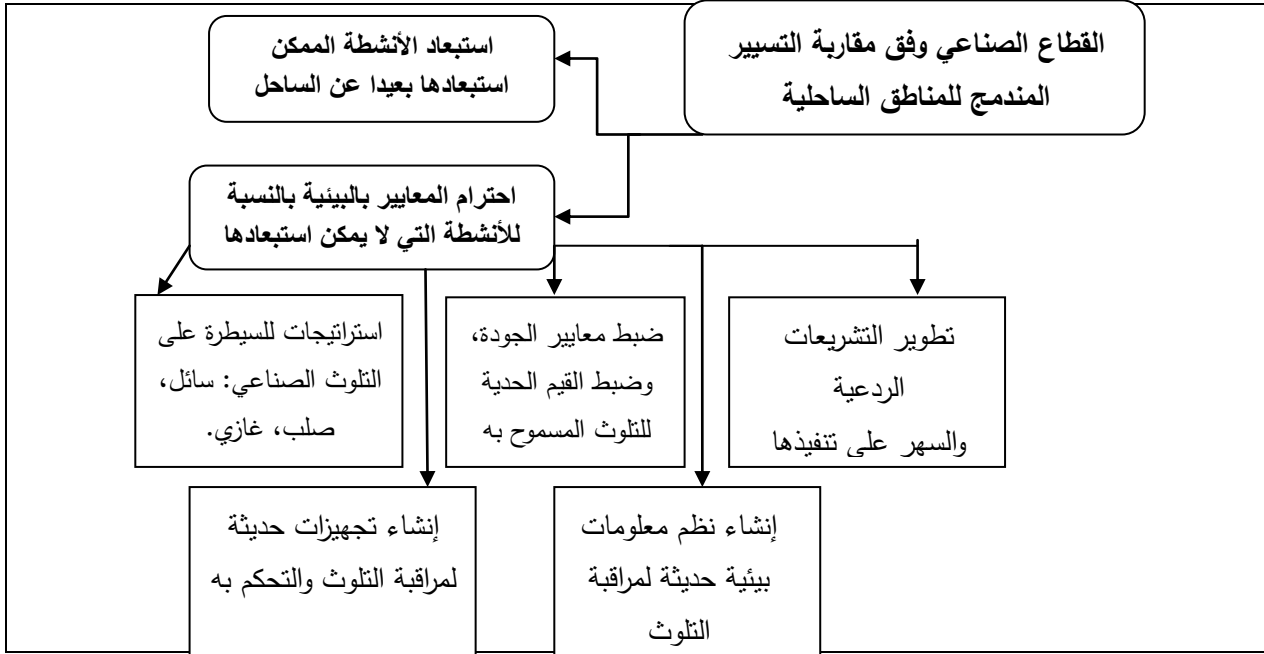 القطاع الصناعي وفق مقاربة التسيير
المندمج للمناطق الساحلية
استبعاد الأنشطة الممكن
استبعادها بعيدا عن الساحل
احترام المعايير بالبيئية بالنسبة
للأنشطة التي لا يمكن استبعادها
تطوير التشريعات
الردعية
والسهر على تنفيذها
ضبط معايير الجودة،
وضبط القيم الحدية
للتلوث المسموح به
استراتيجات للسيطرة على
التلوث الصناعي: سائل،
صلب، غازي.
إنشاء نظم معلومات
بيئية حديثة لمراقبة
التلوث
إنشاء تجهيزات حديثة
لمراقبة التلوث والتحكم به